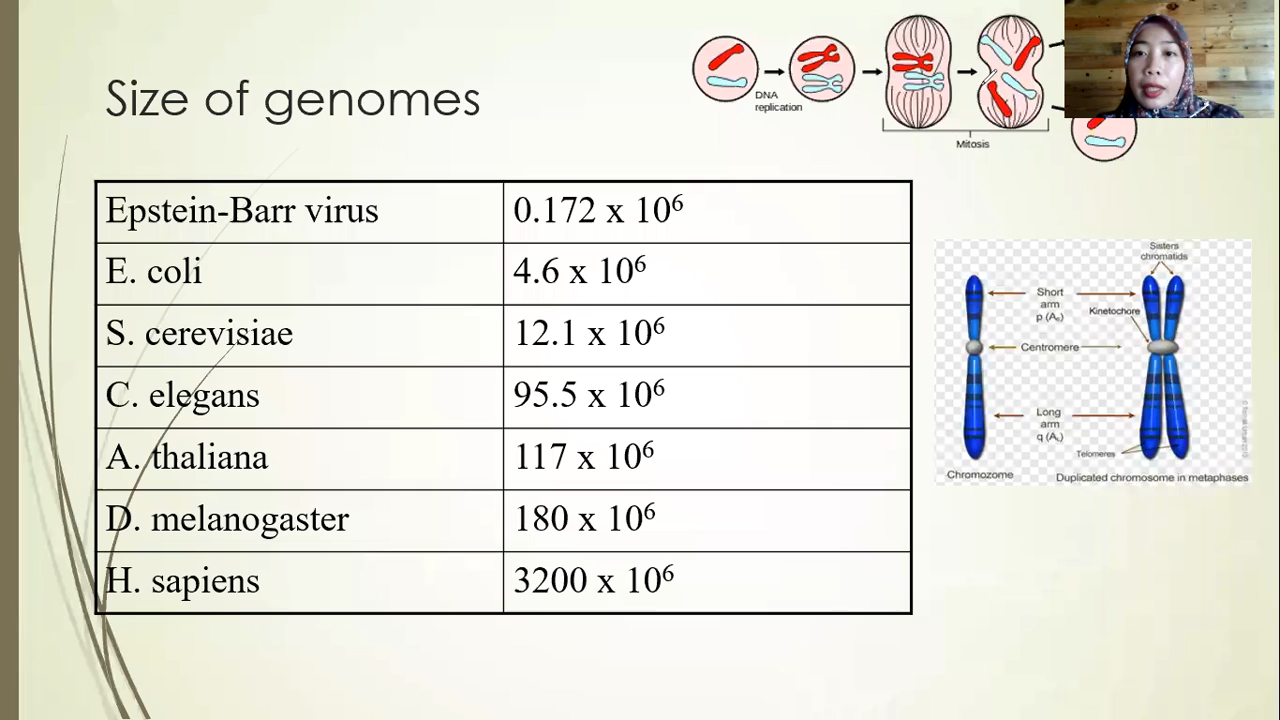 Size of genomes
DNA
replication
Mitosis
Epstein-Barr virus 0.172 x 10⁶
E. coli 4.6 x 10⁶
S. cerevisiae 12.1 x 10⁶
C. elegans 95.5 x 10⁶
A. thaliana 117 x 10⁶
D. melanogaster 180 x 10⁶
H. sapiens 3200 x 10⁶
Sisters
chromatids
Short
arm
Kinetochore
Centromere
Long
arm
Telomeres
Chromozome
Duplicated chromosome in metaphases